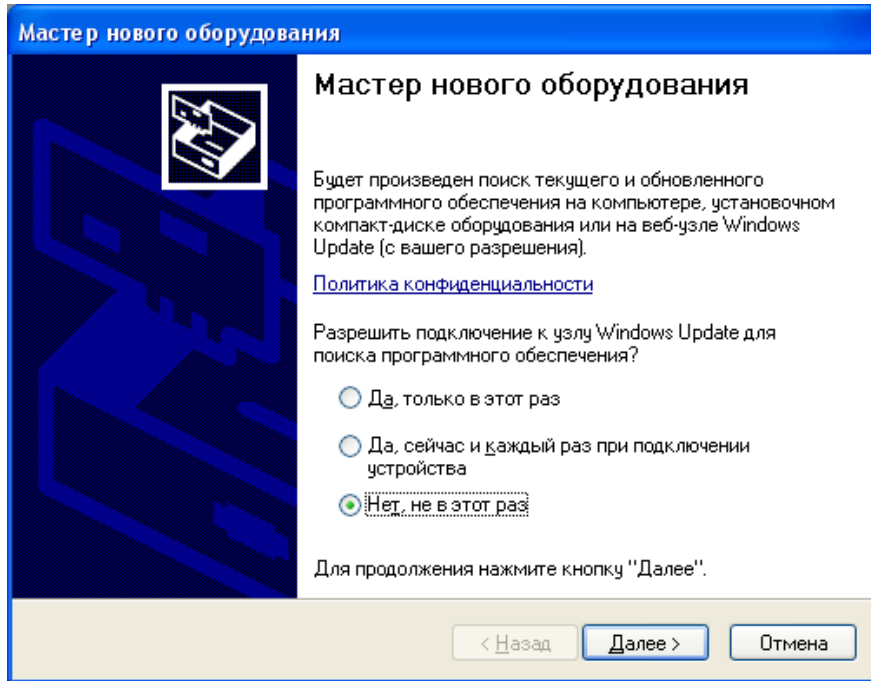 Мастер нового оборудования
Мастер нового оборудования
Будет произведен поиск текущего и обновленного
программного обеспечения на компьютере, установочном
компакт-диске оборудования или на веб-узле Windows
Update (с вашего разрешения).
Политика конфиденциальности
Разрешить подключение к узлу Windows Update для
поиска программного обеспечения?
Да, только в этот раз
Да, сейчас и каждый раз при подключении
устройства
Нет, не в этот раз
Для продолжения нажмите кнопку "Далее".
< Назад Далее > Отмена